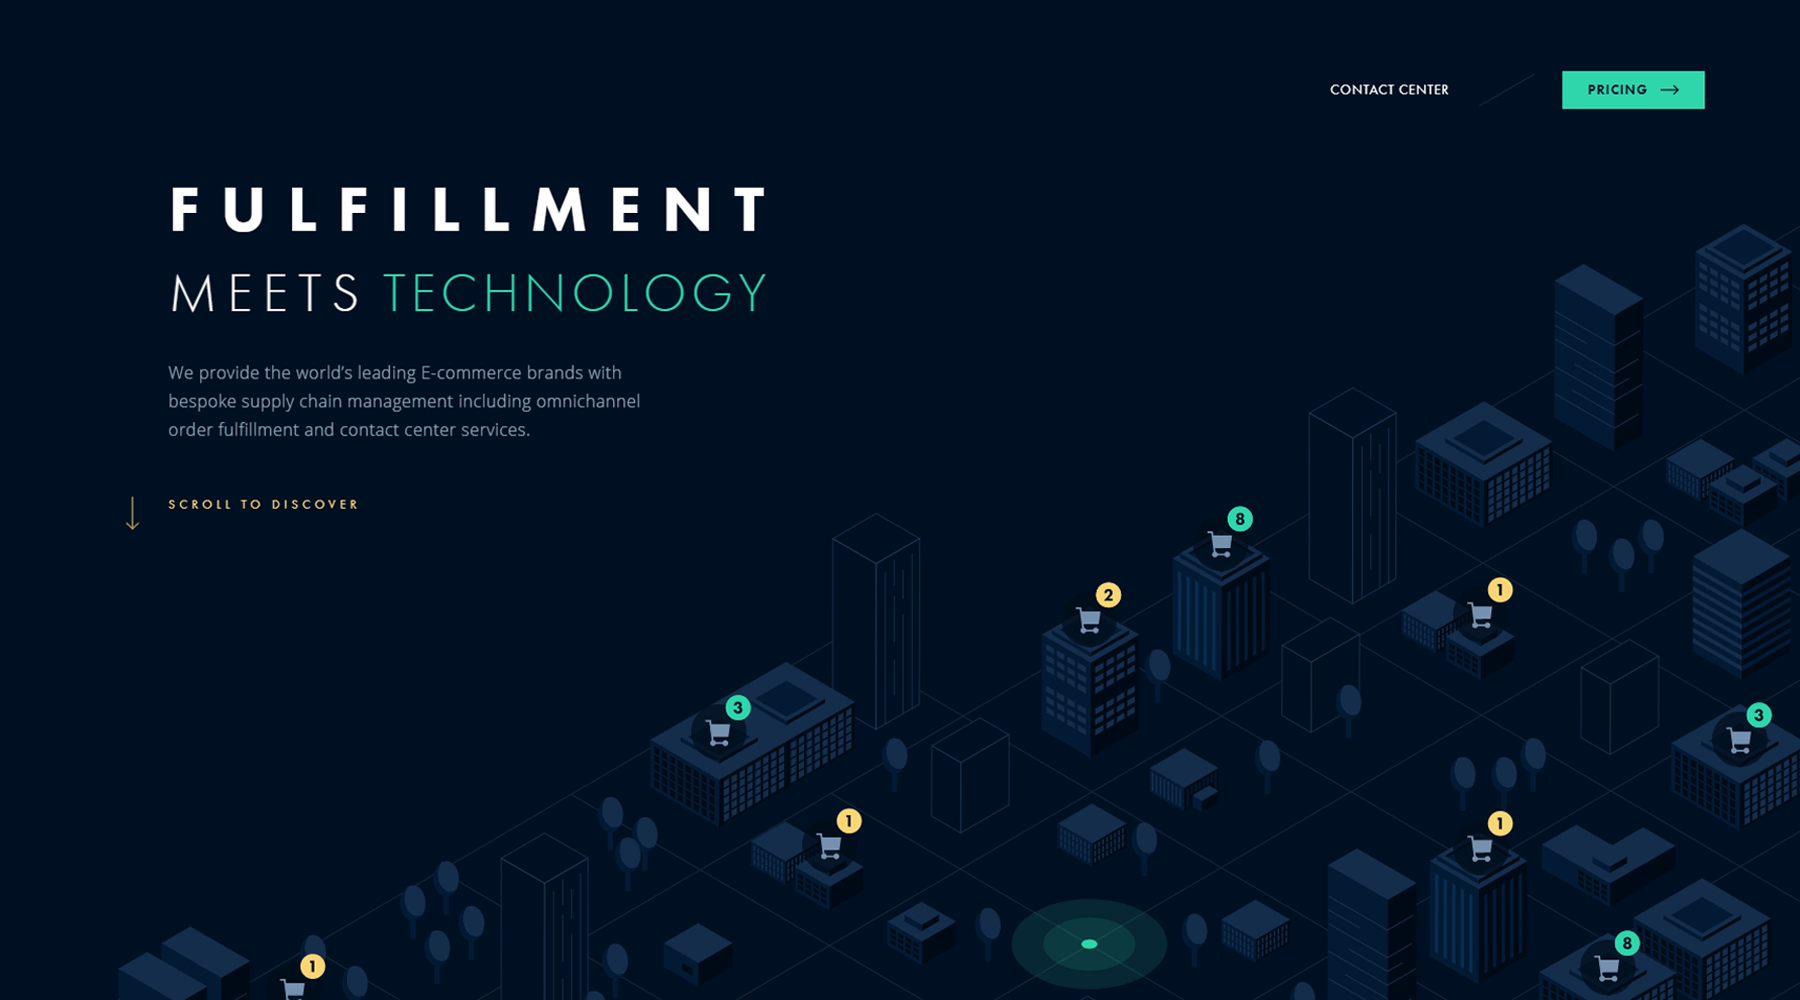 CONTACT CENTER
PRICING
FULFILLMENT
MEETS TECHNOLOGY
We provide the world’s leading E-commerce brands with
bespoke supply chain management including omnichannel
order fulfillment and contact center services.
SCROLL TO DISCOVER
8
1
2
3
3
1
1
8
1